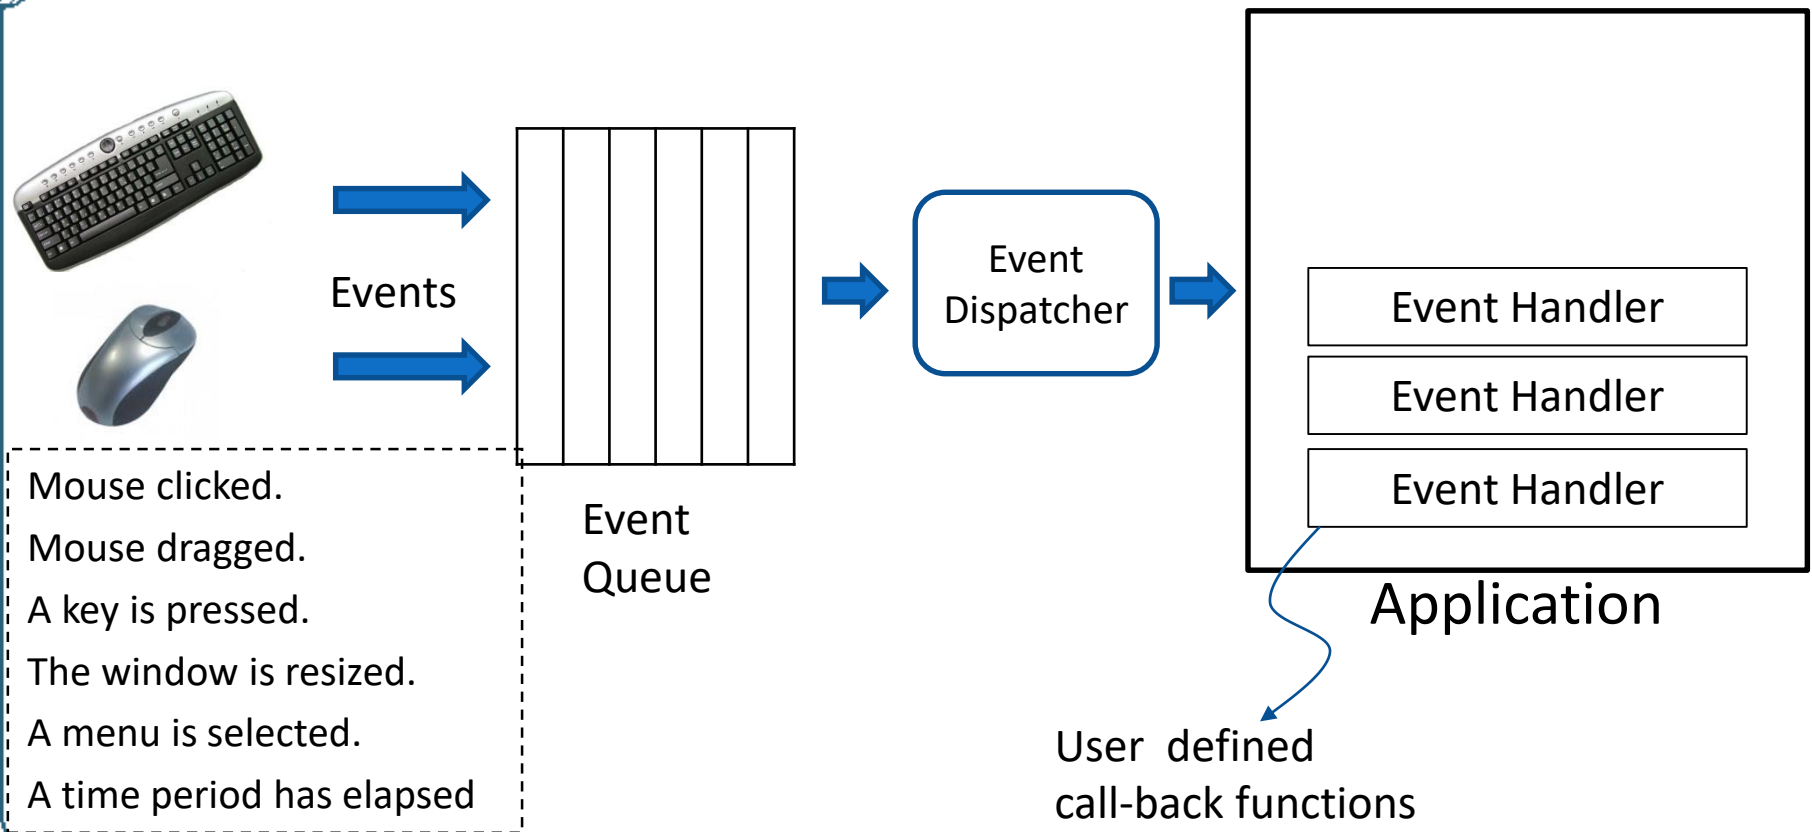 Events
Event
Dispatcher
Event Handler
Event Handler
Event Handler
Mouse clicked.
Mouse dragged.
A key is pressed.
The window is resized.
A menu is selected.
A time period has elapsed
Event
Queue
Application
User defined
call-back functions